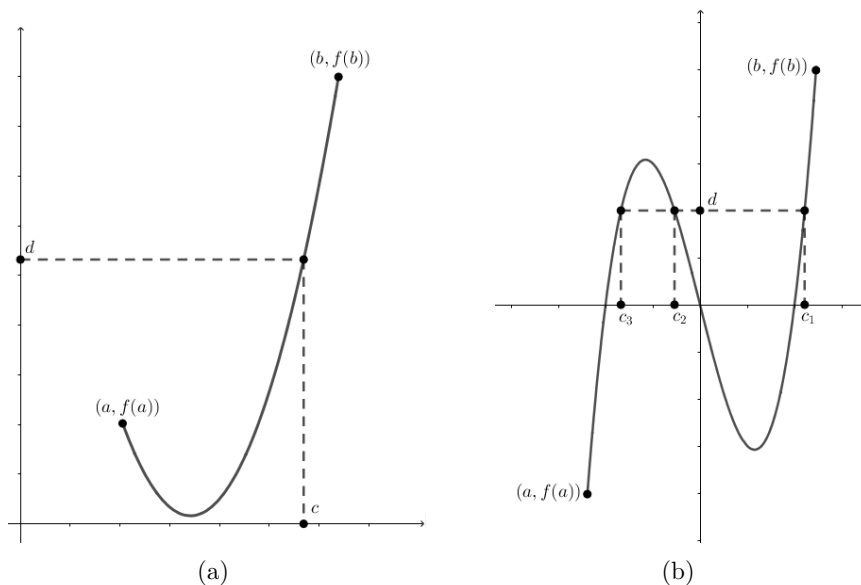 (b, f(b))
d
(a, f(a))
c
(a)
(b, f(b))
d
c₃ c₂ c₁
(a, f(a))
(b)